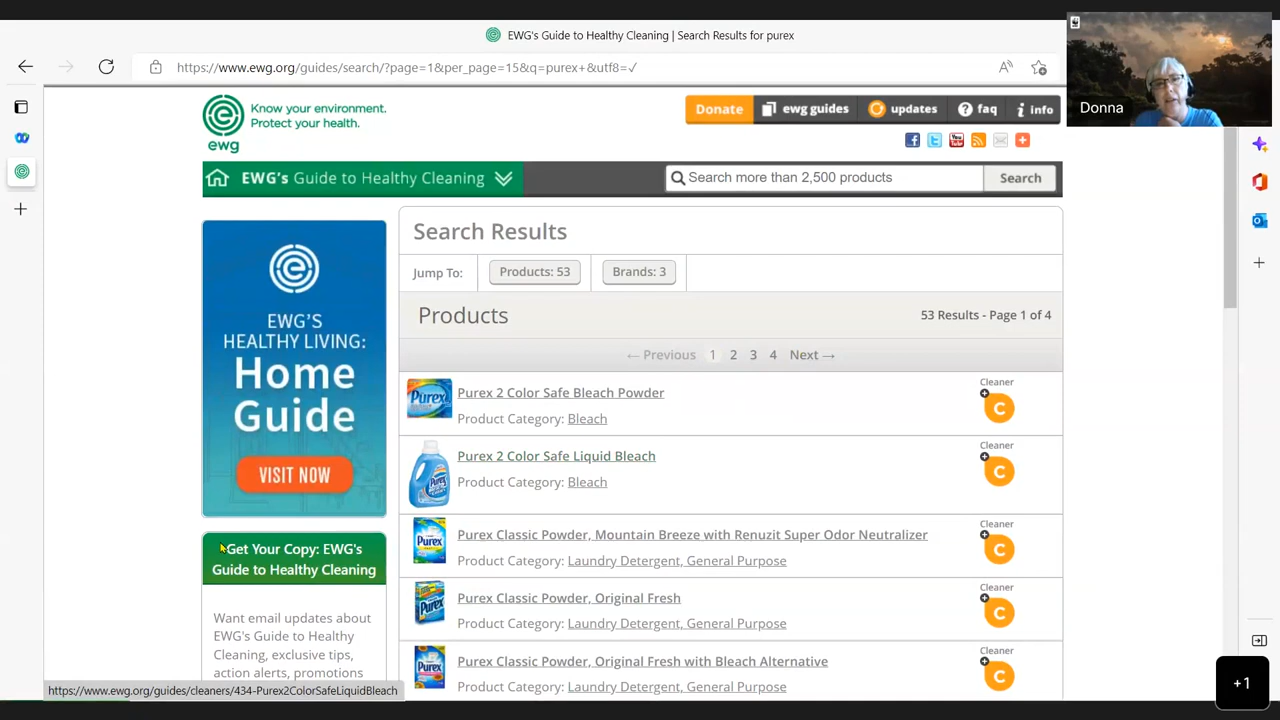 EWG's Guide to Healthy Cleaning | Search Results for purex
https://www.ewg.org/guides/search/?page=1&per_page=15&q=purex+&utf8=✓
Donna
Know your environment.
Protect your health.
ewg
Donate
ewg guides
updates
faq
info
EWG's Guide to Healthy Cleaning
Search more than 2,500 products
Search
EWG'S
HEALTHY LIVING:
Home
Guide
VISIT NOW
Get Your Copy: EWG's
Guide to Healthy Cleaning
Want email updates about
EWG's Guide to Healthy
Cleaning, exclusive tips,
action alerts, promotions
Search Results
Jump To:
Products: 53
Brands: 3
Products
53 Results - Page 1 of 4
← Previous 1 2 3 4 Next →
Purex
Purex 2 Color Safe Bleach Powder
Product Category: Bleach
Cleaner
C
Purex 2 Color Safe Liquid Bleach
Product Category: Bleach
Cleaner
C
Purex
Purex Classic Powder, Mountain Breeze with Renuzit Super Odor Neutralizer
Product Category: Laundry Detergent, General Purpose
Cleaner
C
Purex
Purex Classic Powder, Original Fresh
Product Category: Laundry Detergent, General Purpose
Cleaner
C
Purex
Purex Classic Powder, Original Fresh with Bleach Alternative
Product Category: Laundry Detergent, General Purpose
Cleaner
C
https://www.ewg.org/guides/cleaners/434-Purex2ColorSafeLiquidBleach
+1